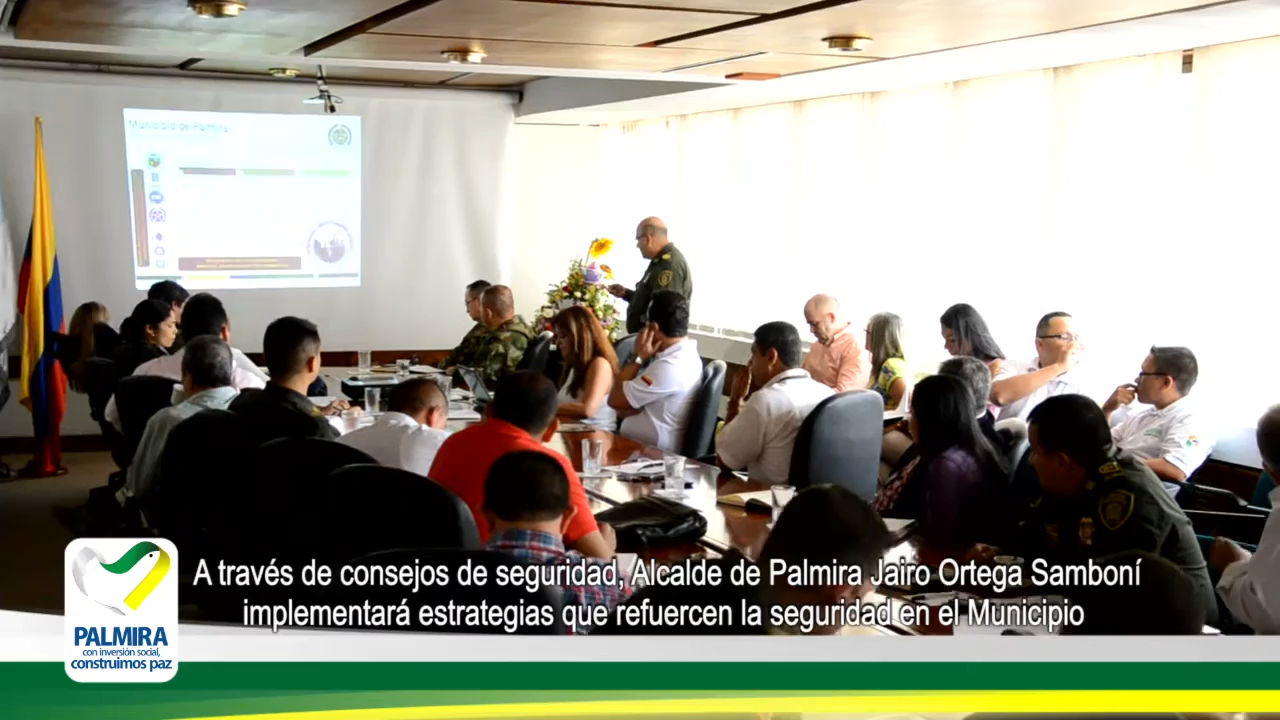 Municipio de Palmira
A través de consejos de seguridad, Alcalde de Palmira Jairo Ortega Samboní
implementará estrategias que refuercen la seguridad en el Municipio
PALMIRA
con inversión social,
construimos paz